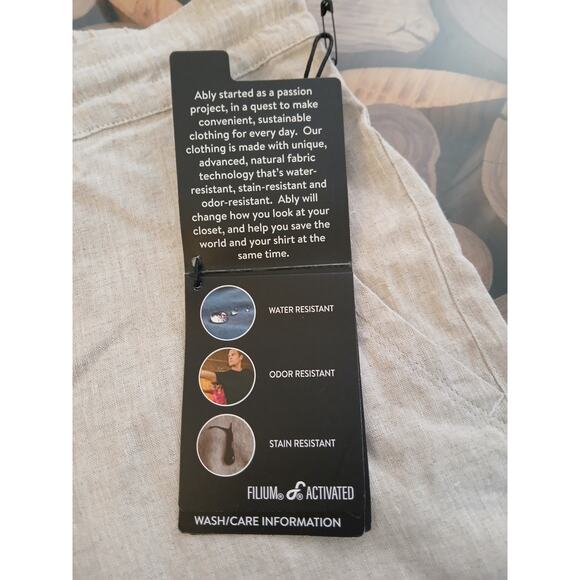 Ably started as a passion
project, in a quest to make
convenient, sustainable
clothing for every day. Our
clothing is made with unique,
advanced, natural fabric
technology that's water-
resistant, stain-resistant and
odor-resistant. Ably will
change how you look at your
closet, and help you save the
world and your shirt at the
same time.
WATER RESISTANT
ODOR RESISTANT
STAIN RESISTANT
FILIUM® ® ACTIVATED
WASH/CARE INFORMATION